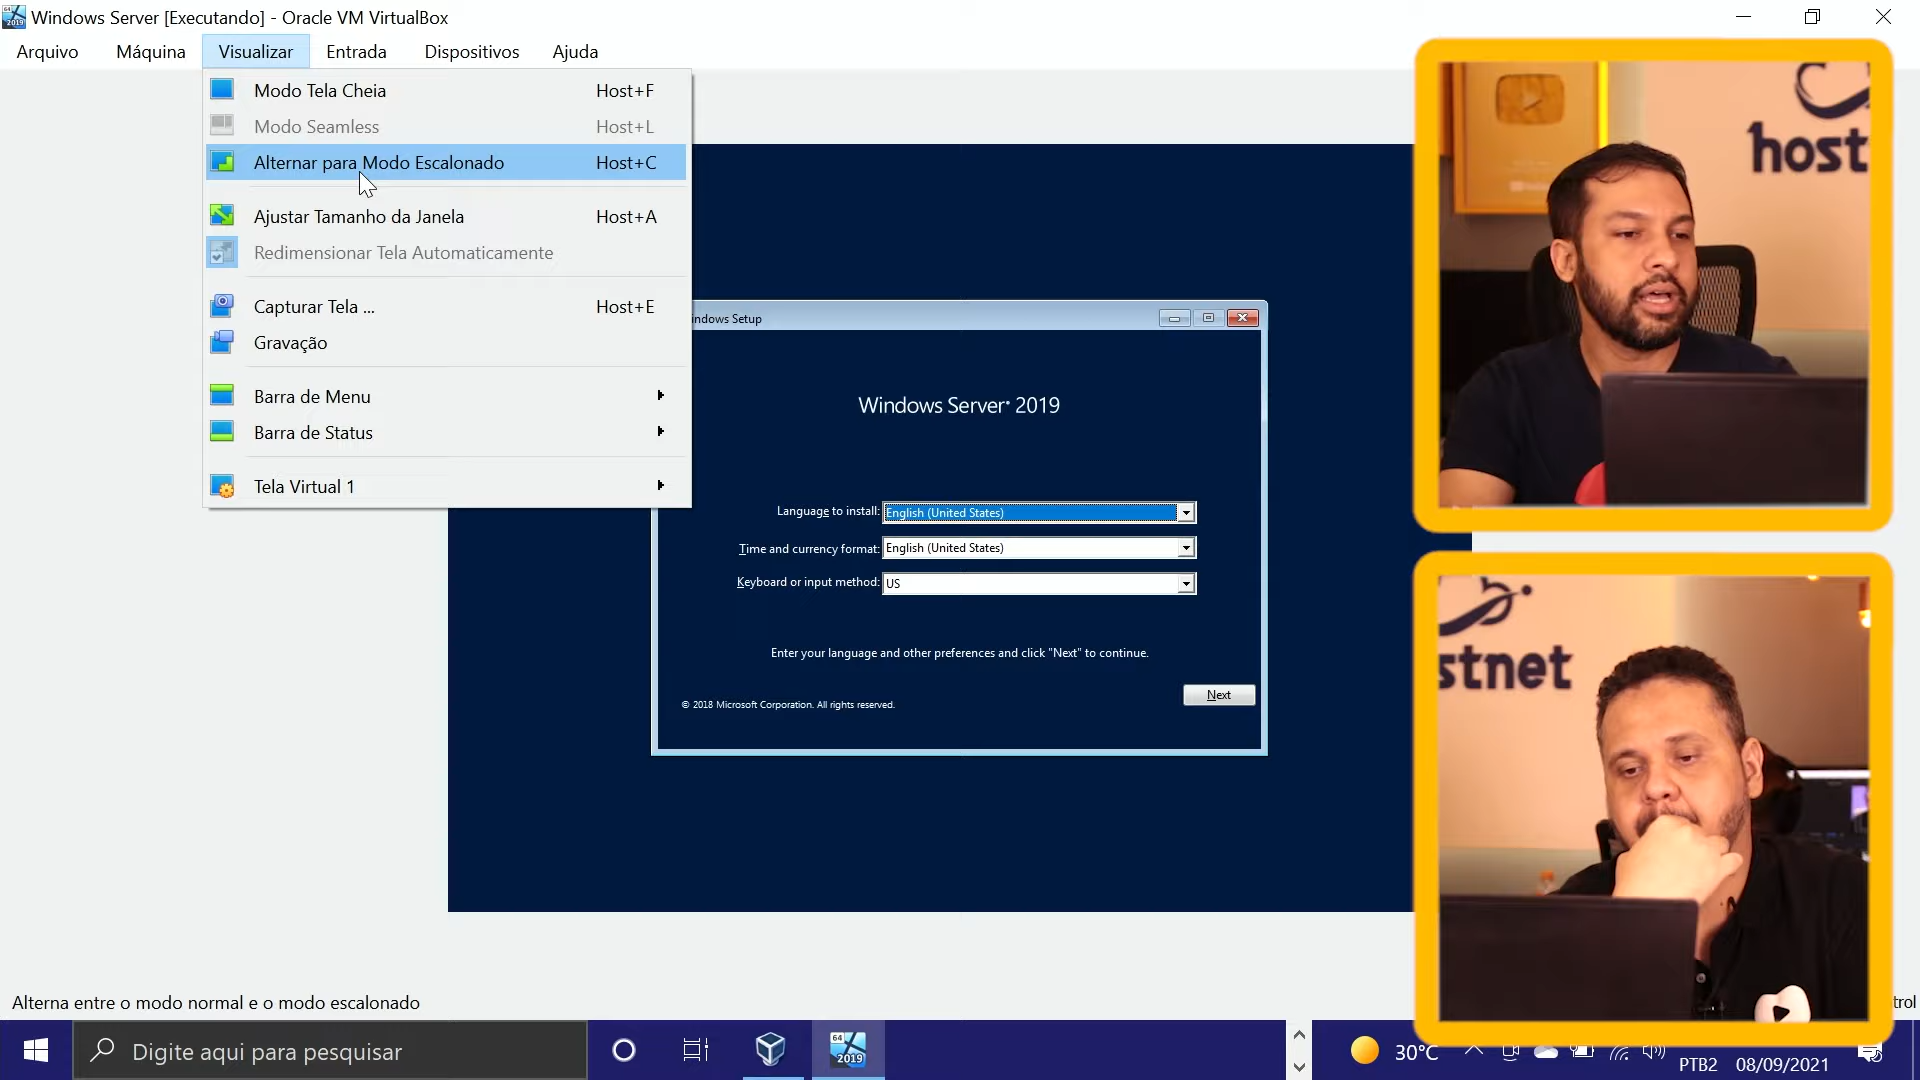 Windows Server [Executando] - Oracle VM VirtualBox
Arquivo Máquina Visualizar Entrada Dispositivos Ajuda
Modo Tela Cheia Host+F
Modo Seamless Host+L
Alternar para Modo Escalonado Host+C
Ajustar Tamanho da Janela Host+A
Redimensionar Tela Automaticamente
Capturar Tela ... Host+E
Gravação
Barra de Menu
Barra de Status
Tela Virtual 1
Windows Server® 2019
Language to install: English (United States)
Time and currency format: English (United States)
Keyboard or input method: US
Enter your language and other preferences and click "Next" to continue.
Next
© 2018 Microsoft Corporation. All rights reserved.
Alterna entre o modo normal e o modo escalonado
Digite aqui para pesquisar
64
2019
30°C
PTB2 08/09/2021
host
stnet